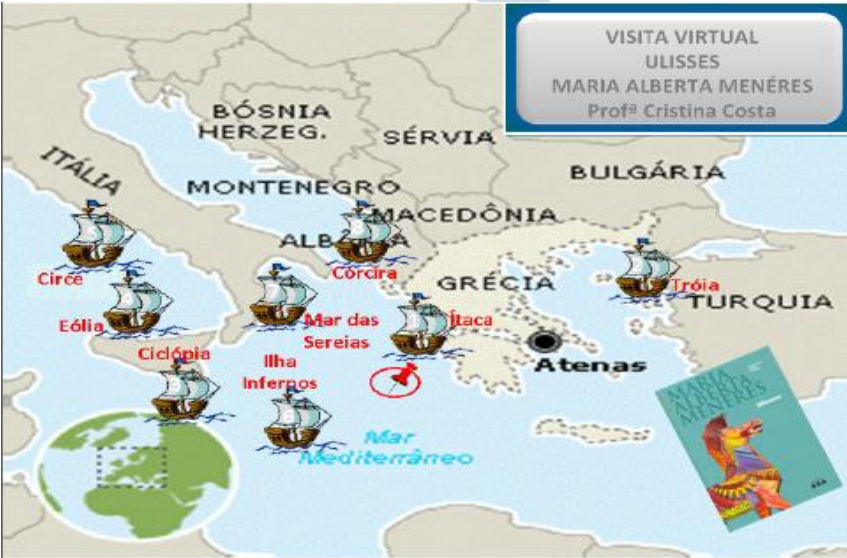 VISITA VIRTUAL
ULISSES
MARIA ALBERTA MENÉRES
Profª Cristina Costa
BÓSNIA
HERZEG.
SÉRVIA
ITÁLIA
BULGÁRIA
MONTENEGRO
MACEDÔNIA
Circe
Córcira
GRÉCIA
Tróia
TURQUIA
Eólia
Mar das
Sereias
Ítaca
Ciclópia
Ilha
Infernos
Atenas
Mar
Mediterrâneo
MARIA
ALBERTA
MENÉRES